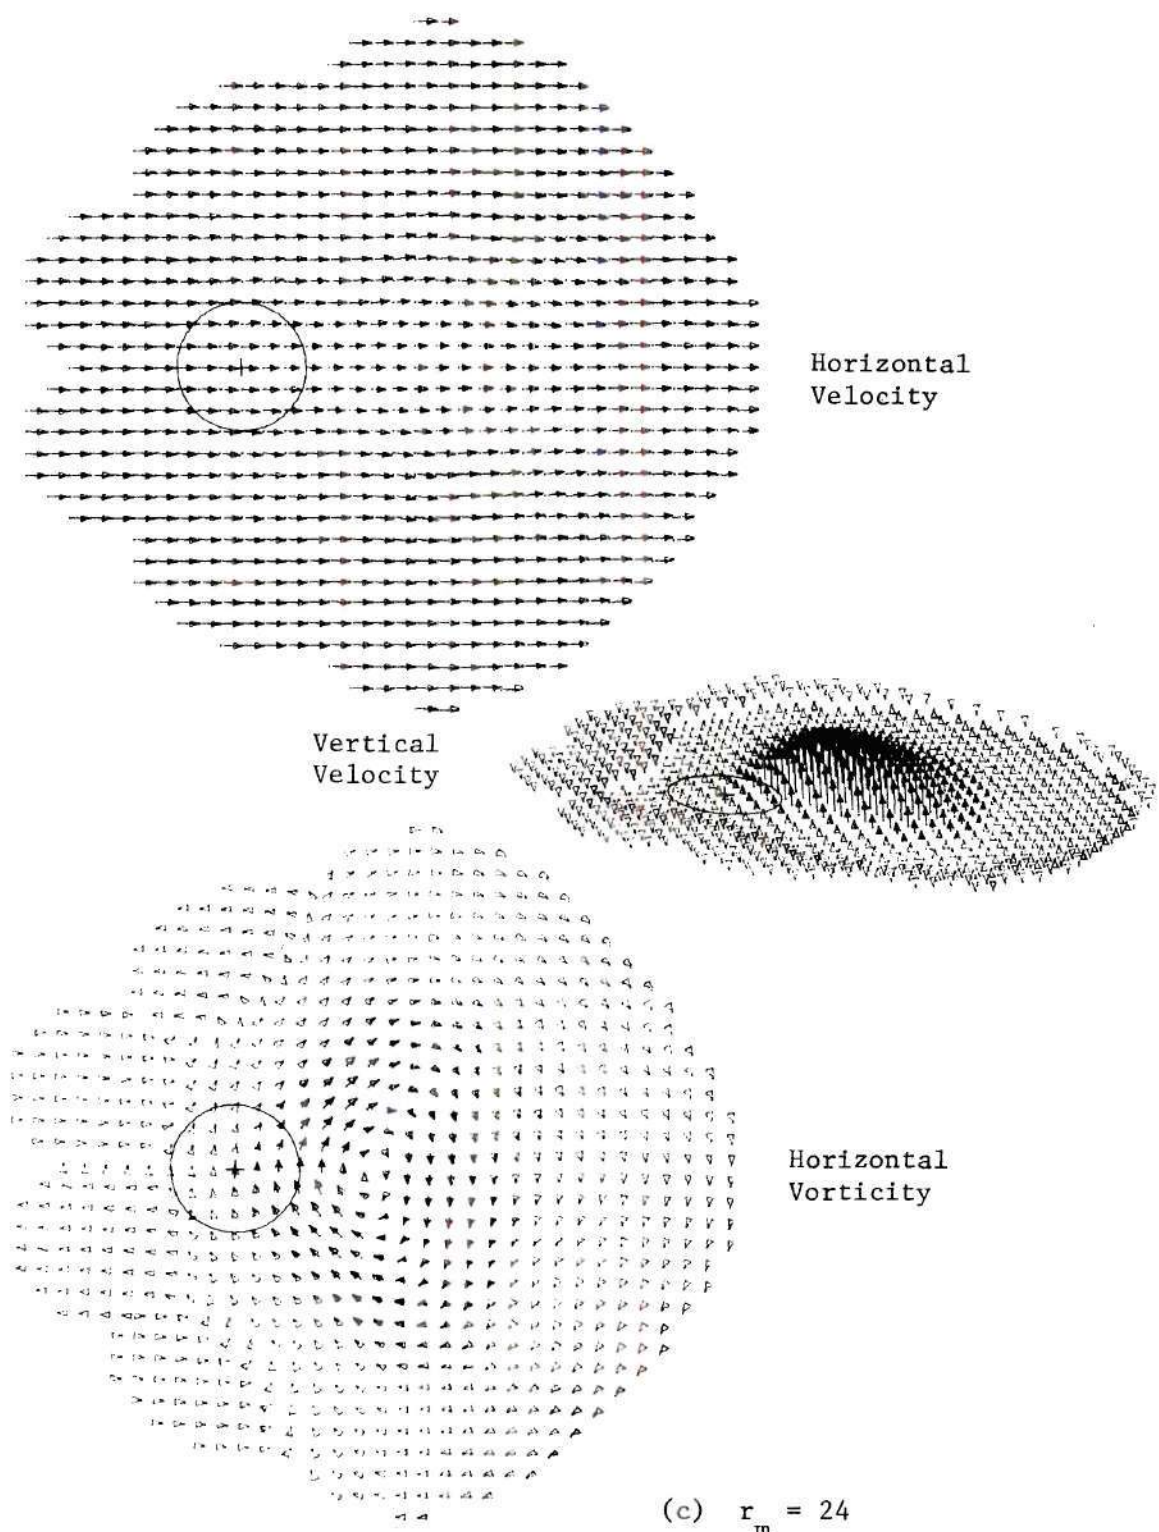 Horizontal
Velocity
Vertical
Velocity
Horizontal
Vorticity
(c) r_m = 24